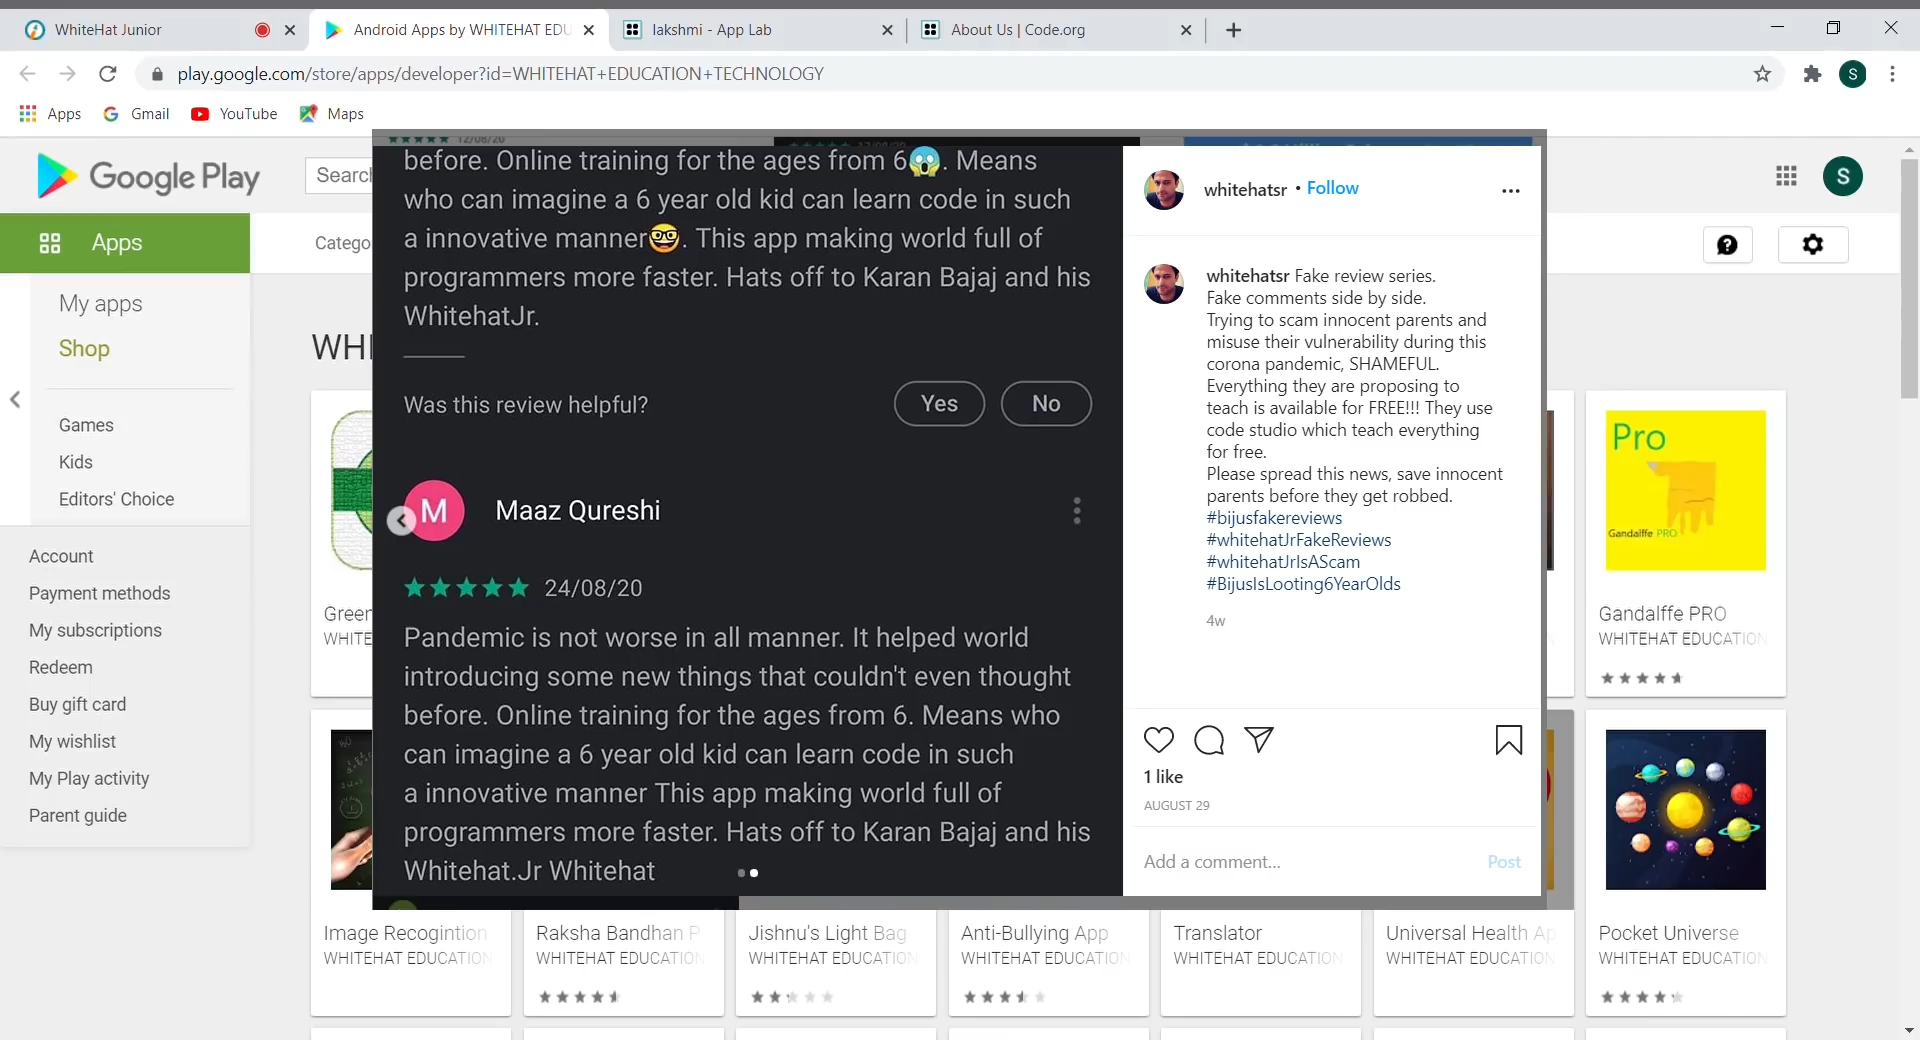 WhiteHat Junior
Android Apps by WHITEHAT EDU
lakshmi - App Lab
About Us | Code.org
play.google.com/store/apps/developer?id=WHITEHAT+EDUCATION+TECHNOLOGY
S
Apps
Gmail
YouTube
Maps
Google Play
Search
S
Apps
Catego
My apps
Shop
Games
Kids
Editors' Choice
Account
Payment methods
My subscriptions
Redeem
Buy gift card
My wishlist
My Play activity
Parent guide
WHI
12/08/20
before. Online training for the ages from 6😱. Means
who can imagine a 6 year old kid can learn code in such
a innovative manner🤓. This app making world full of
programmers more faster. Hats off to Karan Bajaj and his
WhitehatJr.
Was this review helpful?
Yes
No
M
Maaz Qureshi
24/08/20
Pandemic is not worse in all manner. It helped world
introducing some new things that couldn't even thought
before. Online training for the ages from 6. Means who
can imagine a 6 year old kid can learn code in such
a innovative manner This app making world full of
programmers more faster. Hats off to Karan Bajaj and his
Whitehat.Jr Whitehat
whitehatsr • Follow
whitehatsr Fake review series.
Fake comments side by side.
Trying to scam innocent parents and
misuse their vulnerability during this
corona pandemic, SHAMEFUL.
Everything they are proposing to
teach is available for FREE!!! They use
code studio which teach everything
for free.
Please spread this news, save innocent
parents before they get robbed.
#bijusfakereviews
#whitehatJrFakeReviews
#whitehatJrIsAScam
#BijusIsLooting6YearOlds
4w
1 like
AUGUST 29
Add a comment...
Post
Green
WHITE
Pro
Gandalffe PRO
Gandalffe PRO
WHITEHAT EDUCATION
Image Recogintion
WHITEHAT EDUCATION
Raksha Bandhan P
WHITEHAT EDUCATION
Jishnu's Light Bag
WHITEHAT EDUCATION
Anti-Bullying App
WHITEHAT EDUCATION
Translator
WHITEHAT EDUCATION
Universal Health Ap
WHITEHAT EDUCATION
Pocket Universe
WHITEHAT EDUCATION